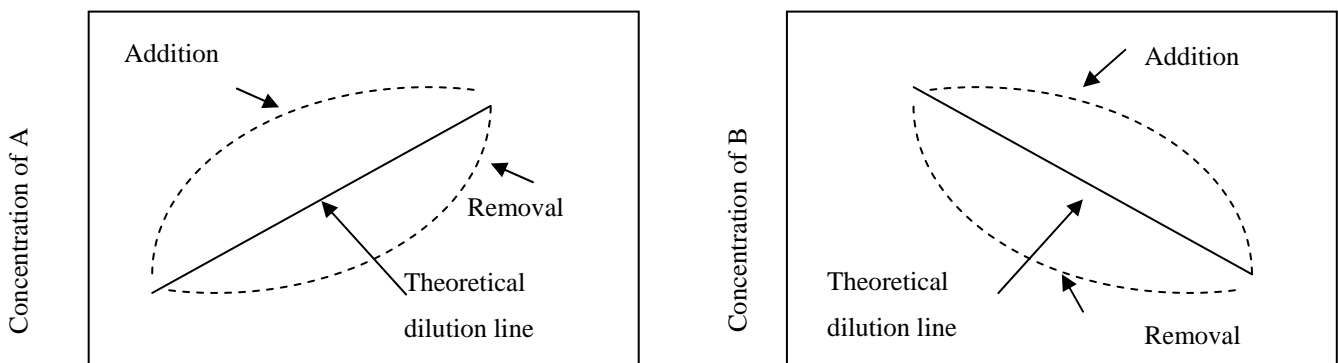 Concentration of A
Addition
Removal
Theoretical
dilution line
Concentration of B
Addition
Theoretical
dilution line
Removal